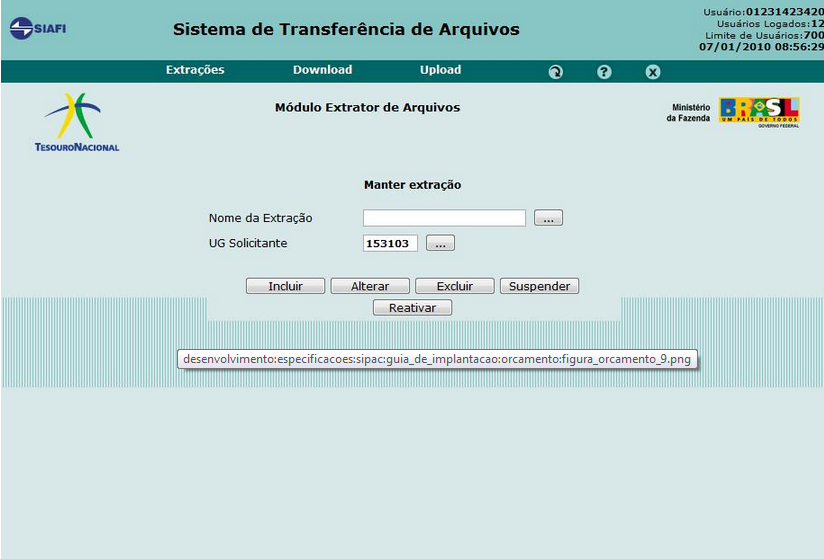 SIAFI
Sistema de Transferência de Arquivos
Usuário:01231423420
Usuários Logados:12
Limite de Usuários:700
07/01/2010 08:56:29
Extrações Download Upload ? X
TESOURONACIONAL
Módulo Extrator de Arquivos
Ministério
da Fazenda
BRASIL
UM PAÍS DE TODOS
GOVERNO FEDERAL
Manter extração
Nome da Extração ...
UG Solicitante 153103 ...
Incluir Alterar Excluir Suspender
Reativar
desenvolvimento:especificacoes:sipac:guia_de_implantacao:orcamento:figura_orcamento_9.png